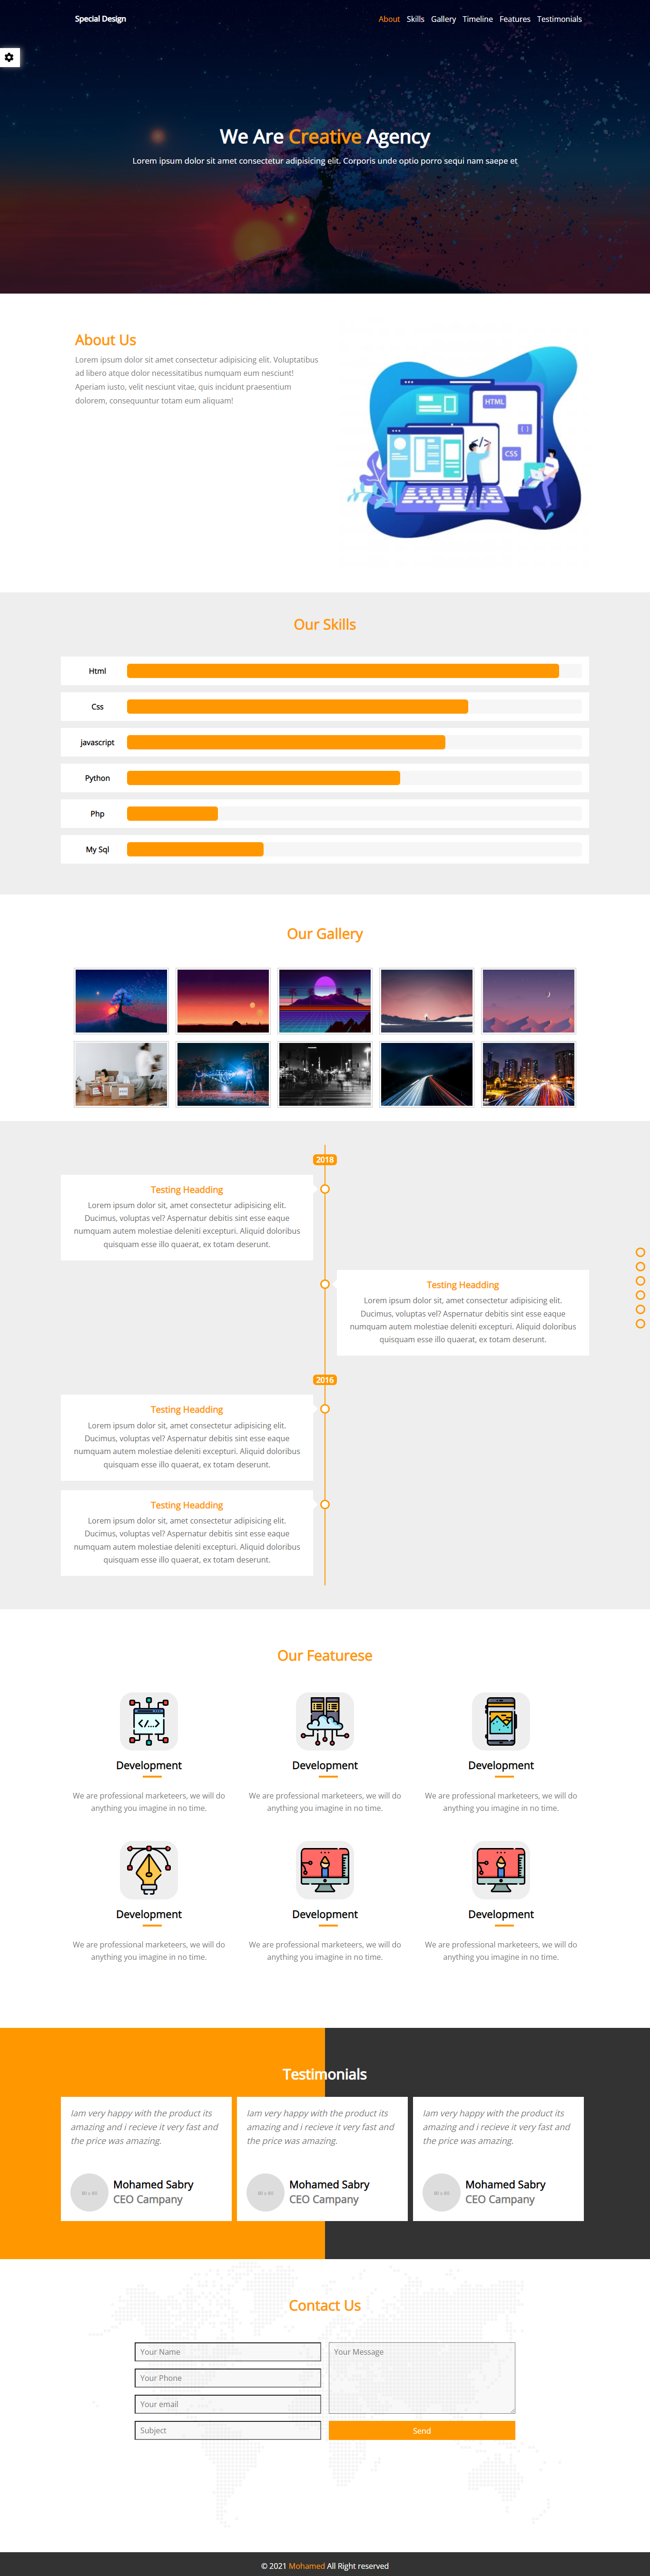 Special Design
About Skills Gallery Timeline Features Testimonials
We Are Creative Agency
Lorem ipsum dolor sit amet consectetur adipisicing elit. Corporis unde optio porro sequi nam saepe et
About Us
Lorem ipsum dolor sit amet consectetur adipisicing elit. Voluptatibus
ad libero atque dolor necessitatibus numquam eum nesciunt!
Aperiam iusto, velit nesciunt vitae, quis incidunt praesentium
dolorem, consequuntur totam eum aliquam!
HTML
[ ]
CSS
Our Skills
Html
Css
javascript
Python
Php
My Sql
Our Gallery
2018
Testing Headding
Lorem ipsum dolor sit, amet consectetur adipisicing elit.
Ducimus, voluptas vel? Aspernatur debitis sint esse eaque
numquam autem molestiae deleniti excepturi. Aliquid doloribus
quisquam esse illo quaerat, ex totam deserunt.
Testing Headding
Lorem ipsum dolor sit, amet consectetur adipisicing elit.
Ducimus, voluptas vel? Aspernatur debitis sint esse eaque
numquam autem molestiae deleniti excepturi. Aliquid doloribus
quisquam esse illo quaerat, ex totam deserunt.
2016
Testing Headding
Lorem ipsum dolor sit, amet consectetur adipisicing elit.
Ducimus, voluptas vel? Aspernatur debitis sint esse eaque
numquam autem molestiae deleniti excepturi. Aliquid doloribus
quisquam esse illo quaerat, ex totam deserunt.
Testing Headding
Lorem ipsum dolor sit, amet consectetur adipisicing elit.
Ducimus, voluptas vel? Aspernatur debitis sint esse eaque
numquam autem molestiae deleniti excepturi. Aliquid doloribus
quisquam esse illo quaerat, ex totam deserunt.
Our Featurese
</...>
Development
We are professional marketeers, we will do
anything you imagine in no time.
Development
We are professional marketeers, we will do
anything you imagine in no time.
Development
We are professional marketeers, we will do
anything you imagine in no time.
Development
We are professional marketeers, we will do
anything you imagine in no time.
Development
We are professional marketeers, we will do
anything you imagine in no time.
Development
We are professional marketeers, we will do
anything you imagine in no time.
Testimonials
Iam very happy with the product its
amazing and i recieve it very fast and
the price was amazing.
Mohamed Sabry
CEO Campany
Iam very happy with the product its
amazing and i recieve it very fast and
the price was amazing.
Mohamed Sabry
CEO Campany
Iam very happy with the product its
amazing and i recieve it very fast and
the price was amazing.
Mohamed Sabry
CEO Campany
Contact Us
Your Name
Your Phone
Your email
Subject
Your Message
Send
© 2021 Mohamed All Right reserved